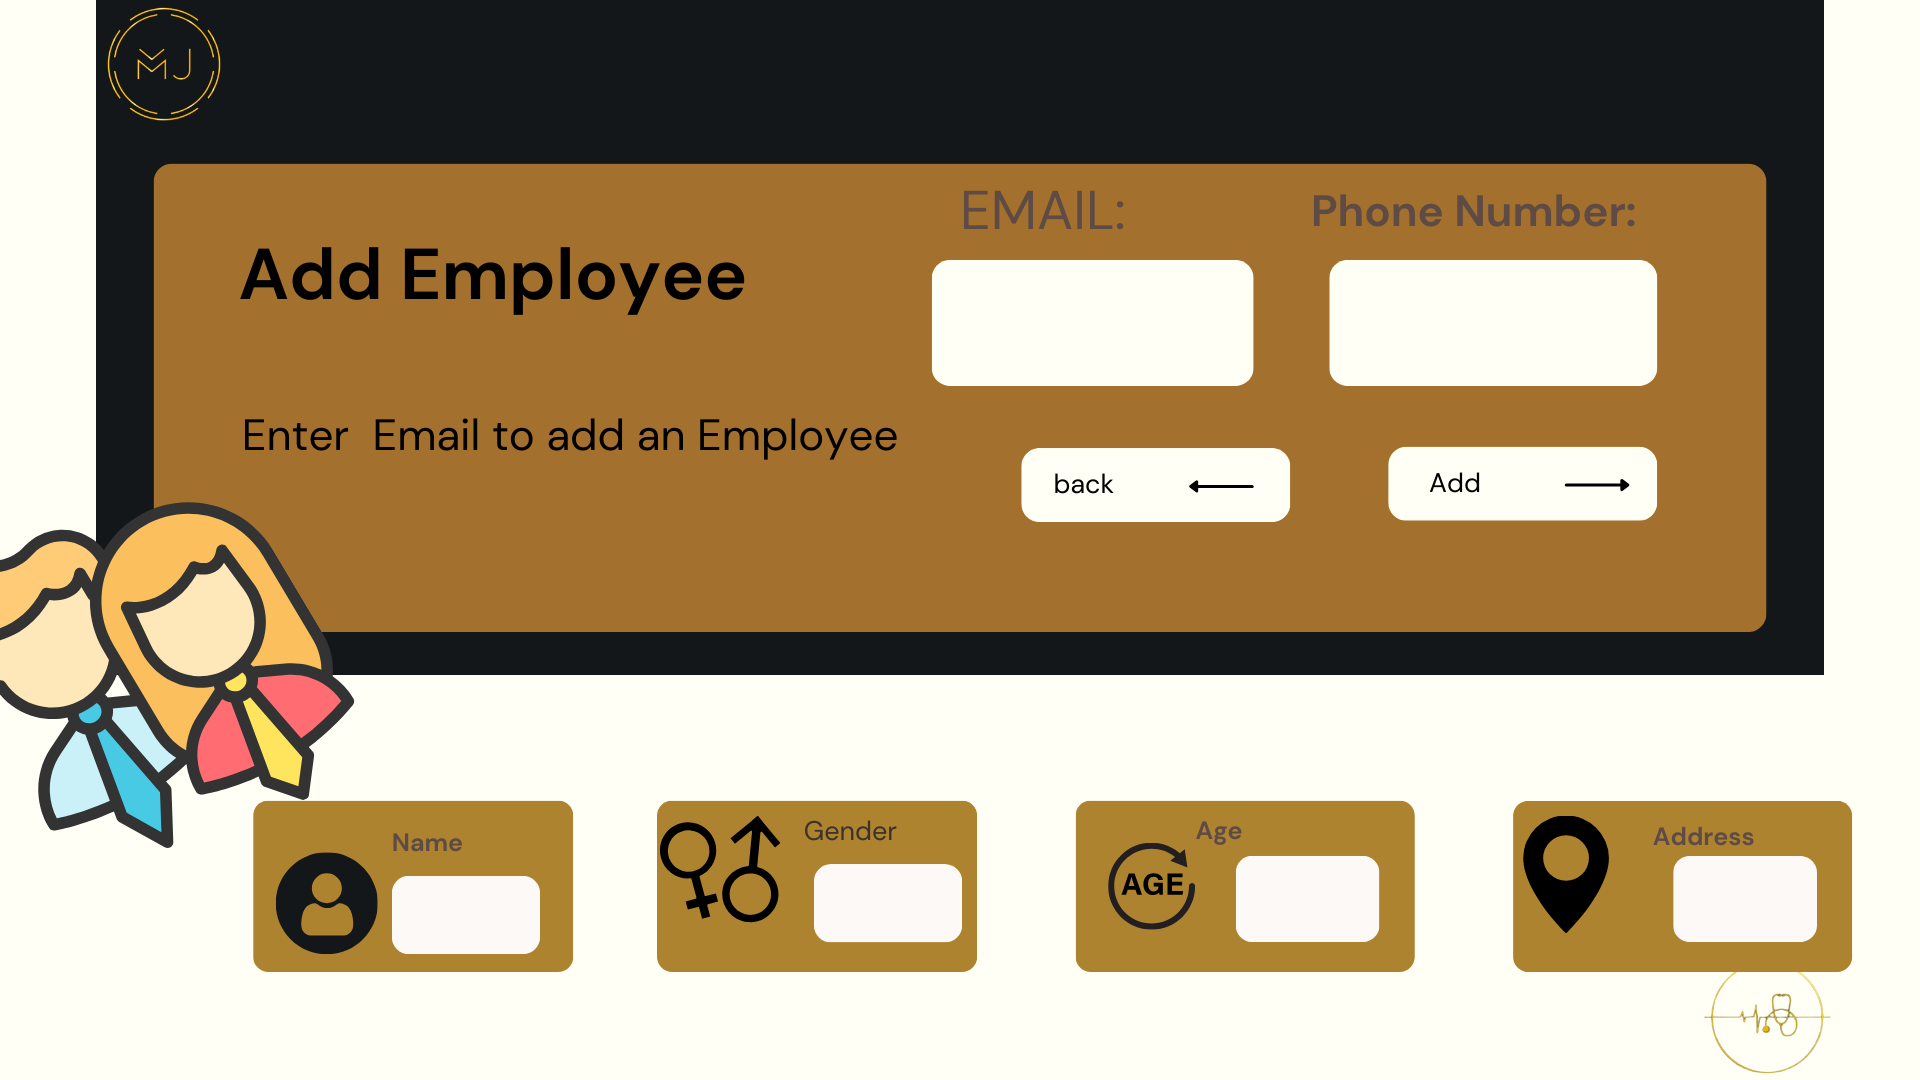 MJ
EMAIL:
Phone Number:
Add Employee
Enter  Email to add an Employee
back
Add
Name
Gender
Age
AGE
Address